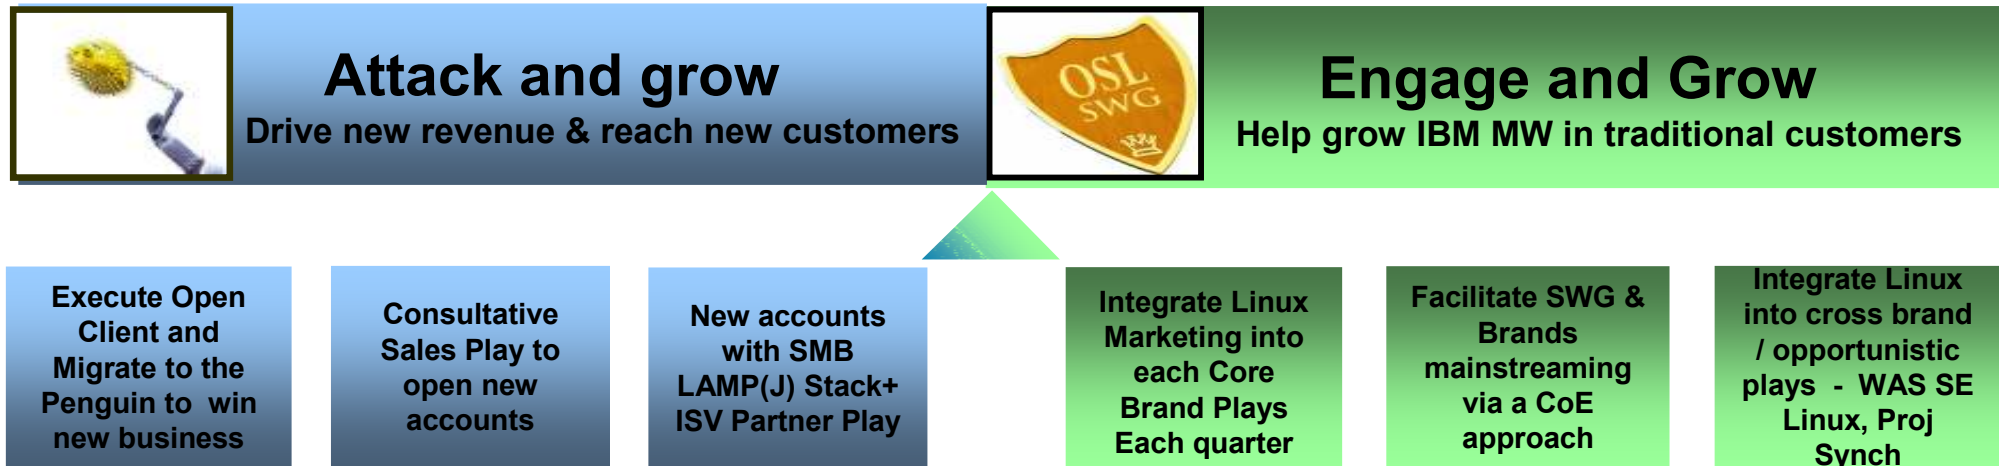 Attack and grow
Drive new revenue & reach new customers
OSL
SWG
Engage and Grow
Help grow IBM MW in traditional customers
Execute Open
Client and
Migrate to the
Penguin to win
new business
Consultative
Sales Play to
open new
accounts
New accounts
with SMB
LAMP(J) Stack+
ISV Partner Play
Integrate Linux
Marketing into
each Core
Brand Plays
Each quarter
Facilitate SWG &
Brands
mainstreaming
via a CoE
approach
Integrate Linux
into cross brand
/ opportunistic
plays - WAS SE
Linux, Proj
Synch